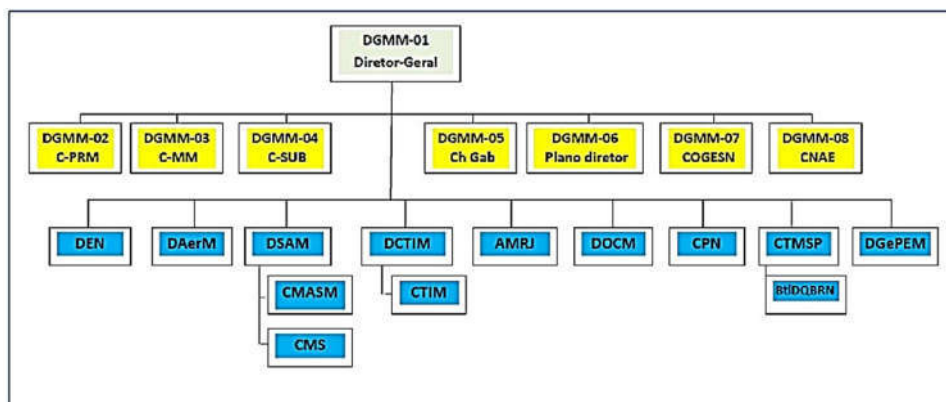 DGMM-01
Diretor-Geral
DGMM-02
C-PRM
DGMM-03
C-MM
DGMM-04
C-SUB
DGMM-05
Ch Gab
DGMM-06
Plano diretor
DGMM-07
COGESN
DGMM-08
CNAE
DEN
DAerM
DSAM
DCTIM
AMRJ
DOCM
CPN
CTMSP
DGePEM
CMASM
CTIM
BtlDQBRN
CMS